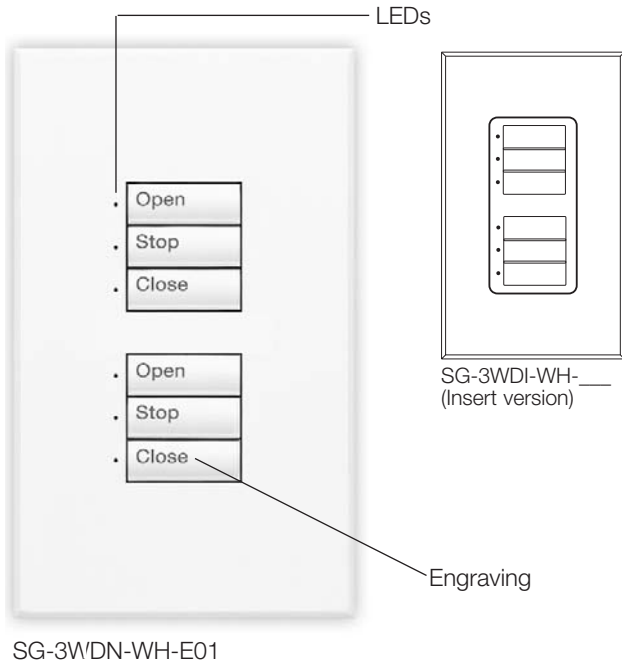 LEDs
Open
Stop
Close
Open
Stop
Close
SG-3WDI-WH-___
(Insert version)
Engraving
SG-3WDN-WH-E01